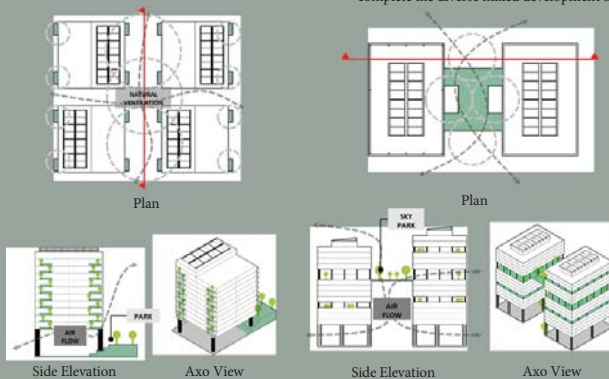 complete the diverse naked development
NATURAL
VENTILATION
Plan
Plan
AIR
FLOW
PARK
Side Elevation
Axo View
SKY
PARK
AIR
FLOW
Side Elevation
Axo View